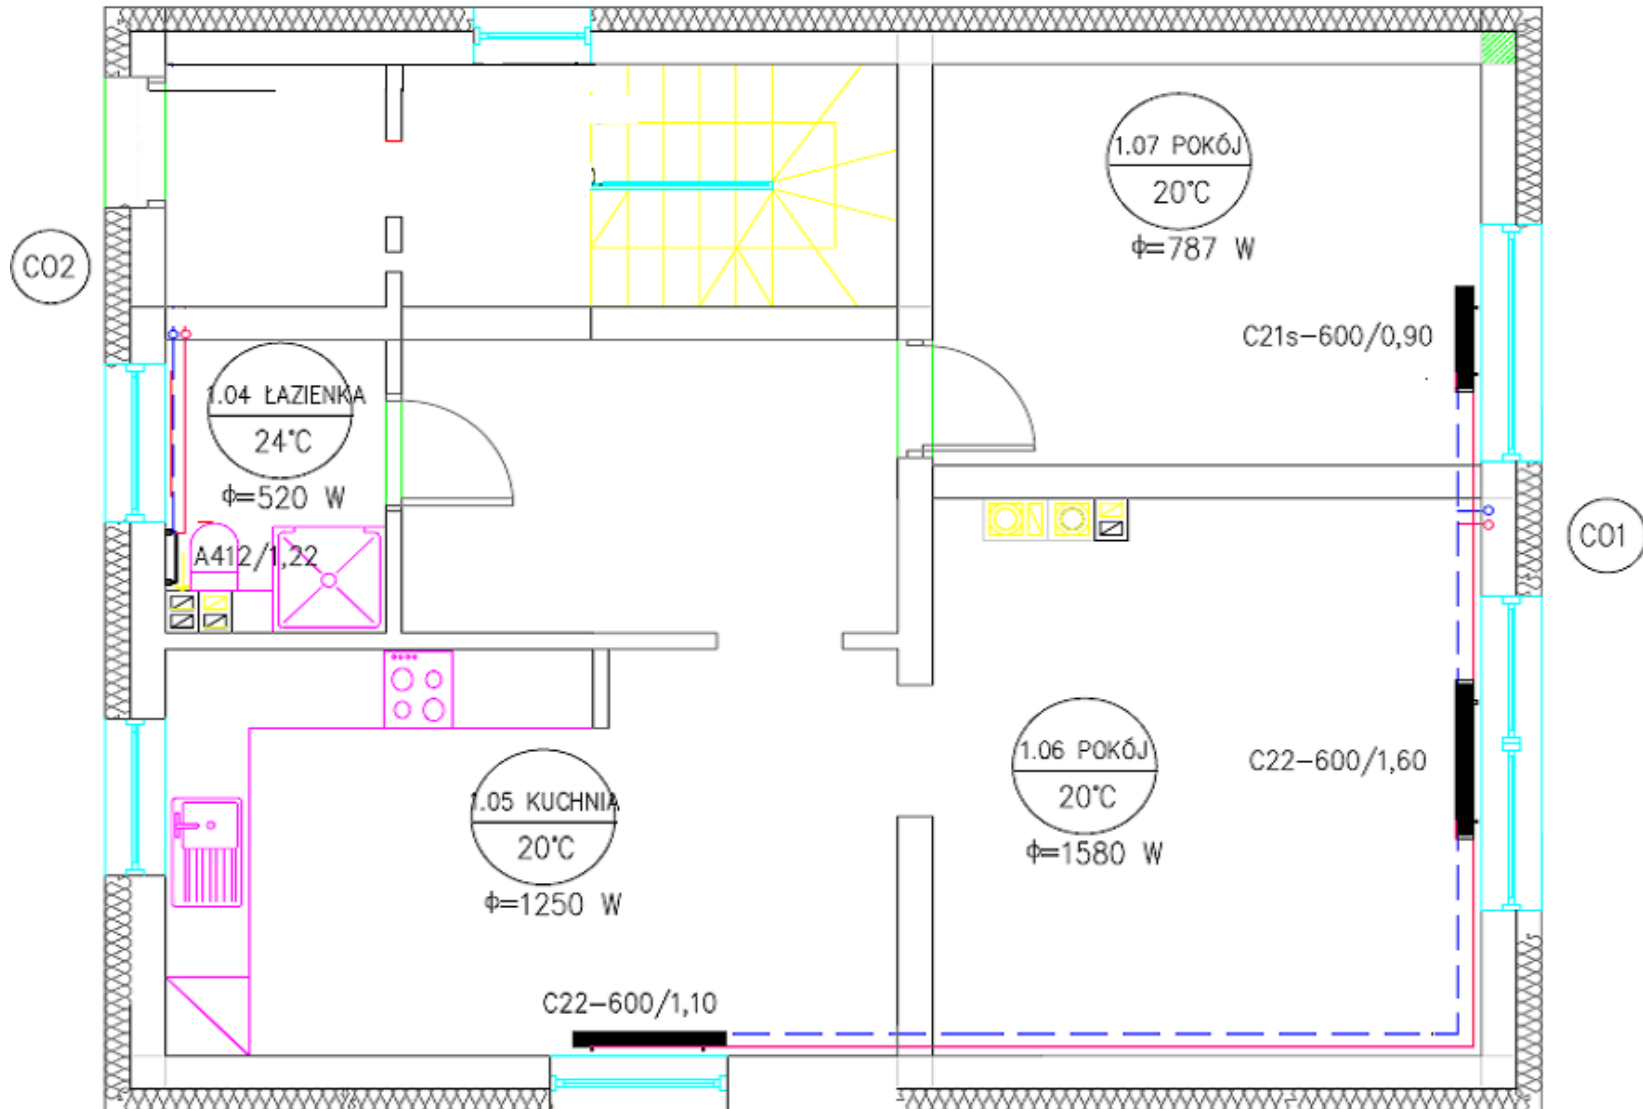 1.07 POKÓJ
20°C
ϕ=787 W
CO2
C21s-600/0,90
1.04 ŁAZIENKA
24°C
ϕ=520 W
A412/1,22
CO1
1.06 POKÓJ
20°C
ϕ=1580 W
C22-600/1,60
1.05 KUCHNIA
20°C
ϕ=1250 W
C22-600/1,10